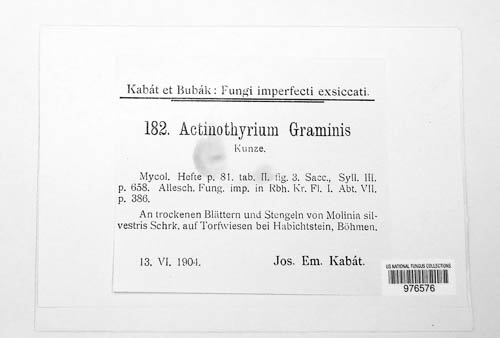 Kabát et Bubák: Fungi imperfecti exsiccati.
182. Actinothyrium Graminis
Kunze.
Mycol. Hefte p. 81. tab. II. fig. 3. Sacc., Syll. III.
p. 658. Allesch. Fung. imp. in Rbh. Kr. Fl. I. Abt. VII.
p. 386.
An trockenen Blättern und Stengeln von Molinia sil-
vestris Schrk. auf Torfwiesen bei Habichtstein, Böhmen.
13. VI. 1904. Jos. Em. Kabát.
US NATIONAL FUNGUS COLLECTIONS
976576